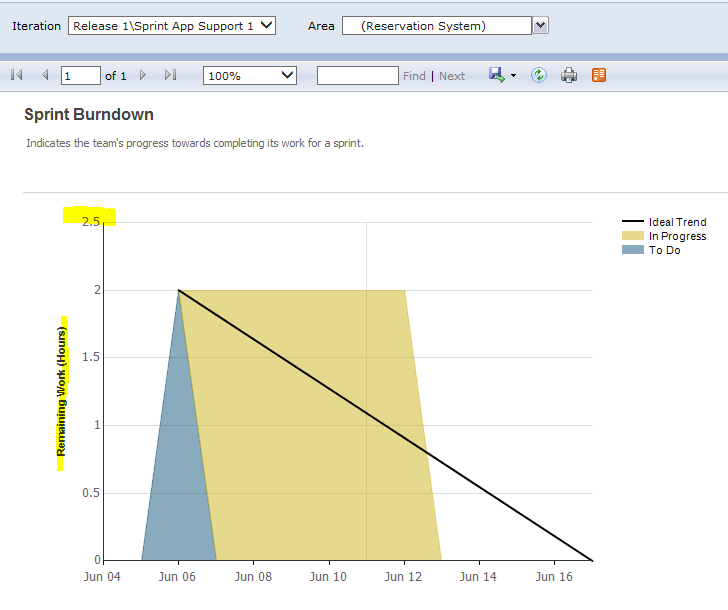 Iteration Release 1\Sprint App Support 1 Area (Reservation System)
1 of 1 100% Find | Next
Sprint Burndown
Indicates the team's progress towards completing its work for a sprint.
2.5
2
1.5
1
0.5
0
Remaining Work (Hours)
Jun 04 Jun 06 Jun 08 Jun 10 Jun 12 Jun 14 Jun 16
Ideal Trend
In Progress
To Do